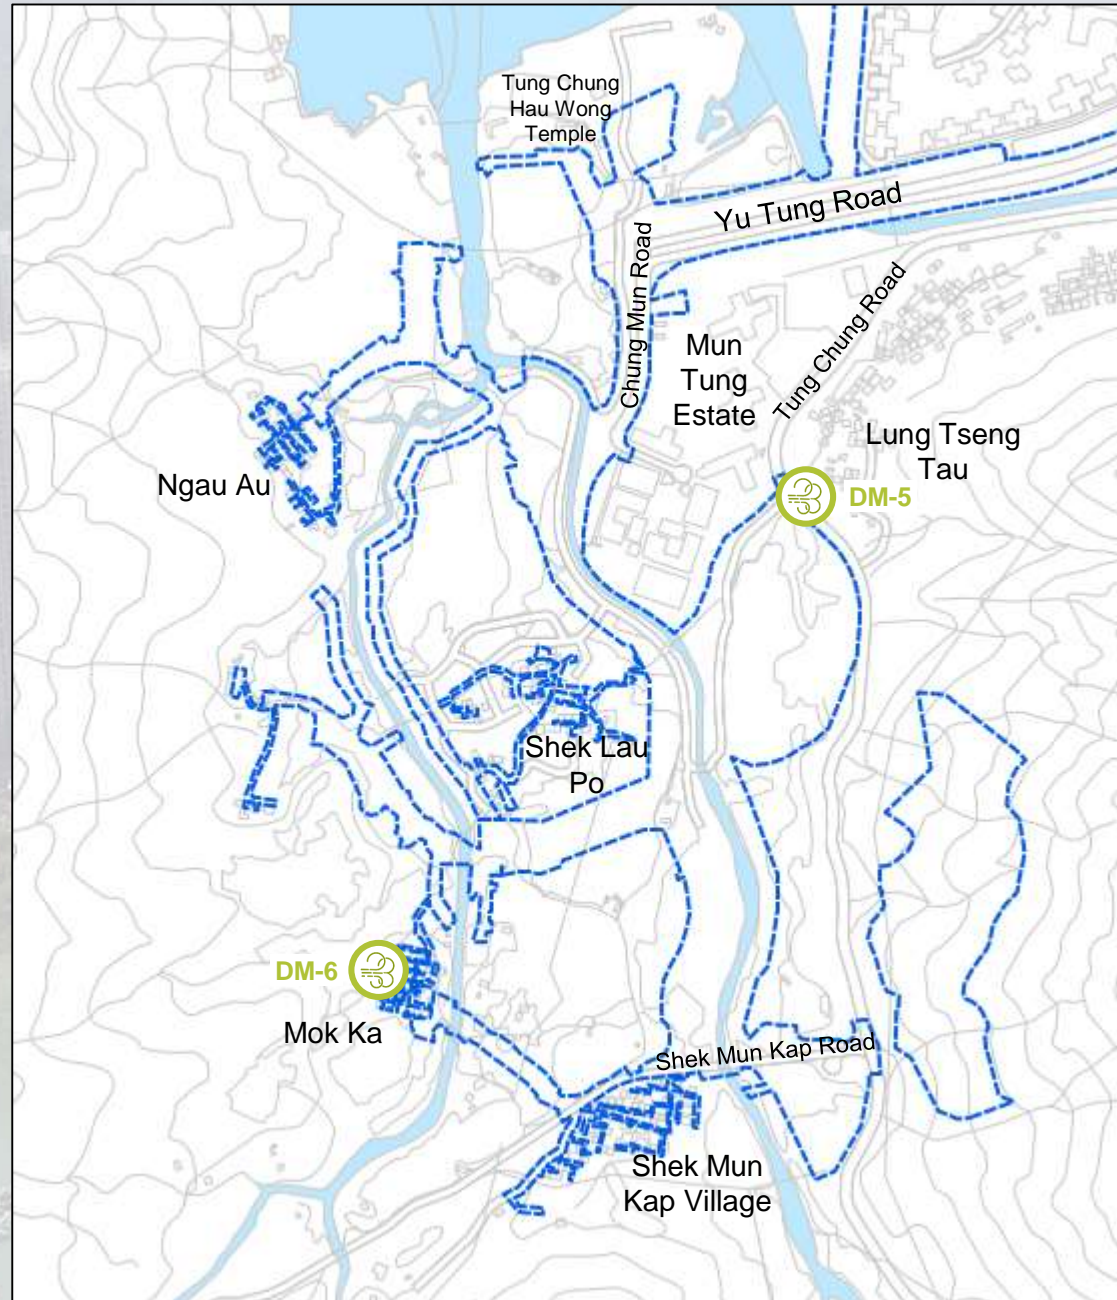 Tung Chung
Hau Wong
Temple
Yu Tung Road
Chung Mun Road
Mun
Tung
Estate
Tung Chung Road
Lung Tseng
Tau
Ngau Au
DM-5
Shek Lau
Po
DM-6
Mok Ka
Shek Mun Kap Road
Shek Mun
Kap Village